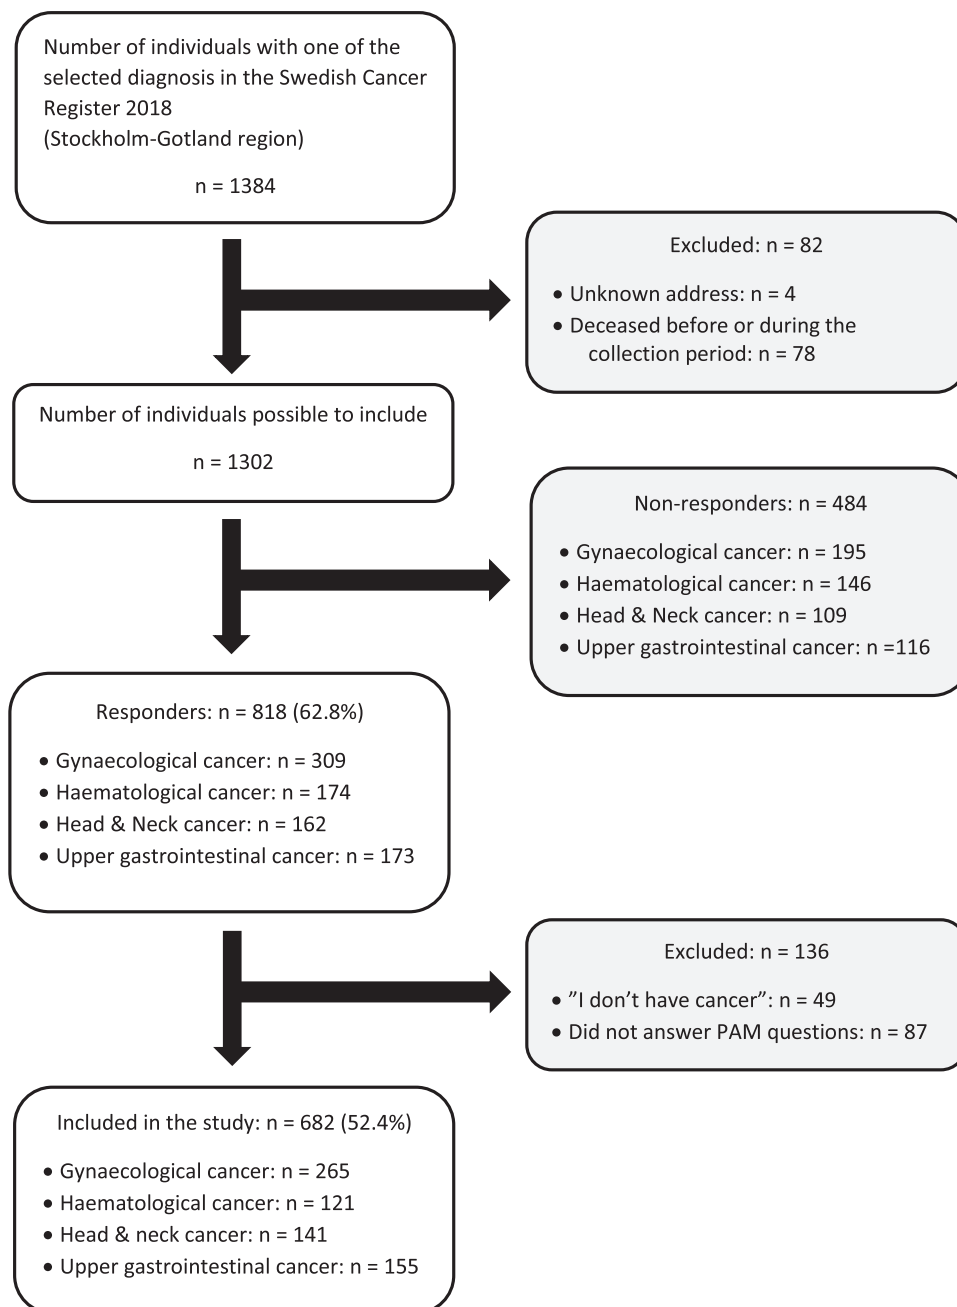 Number of individuals with one of the
selected diagnosis in the Swedish Cancer
Register 2018
(Stockholm-Gotland region)
n = 1384
Excluded: n = 82
• Unknown address: n = 4
• Deceased before or during the
collection period: n = 78
Number of individuals possible to include
n = 1302
Non-responders: n = 484
• Gynaecological cancer: n = 195
• Haematological cancer: n = 146
• Head & Neck cancer: n = 109
• Upper gastrointestinal cancer: n =116
Responders: n = 818 (62.8%)
• Gynaecological cancer: n = 309
• Haematological cancer: n = 174
• Head & Neck cancer: n = 162
• Upper gastrointestinal cancer: n = 173
Excluded: n = 136
• ”I don’t have cancer”: n = 49
• Did not answer PAM questions: n = 87
Included in the study: n = 682 (52.4%)
• Gynaecological cancer: n = 265
• Haematological cancer: n = 121
• Head & neck cancer: n = 141
• Upper gastrointestinal cancer: n = 155